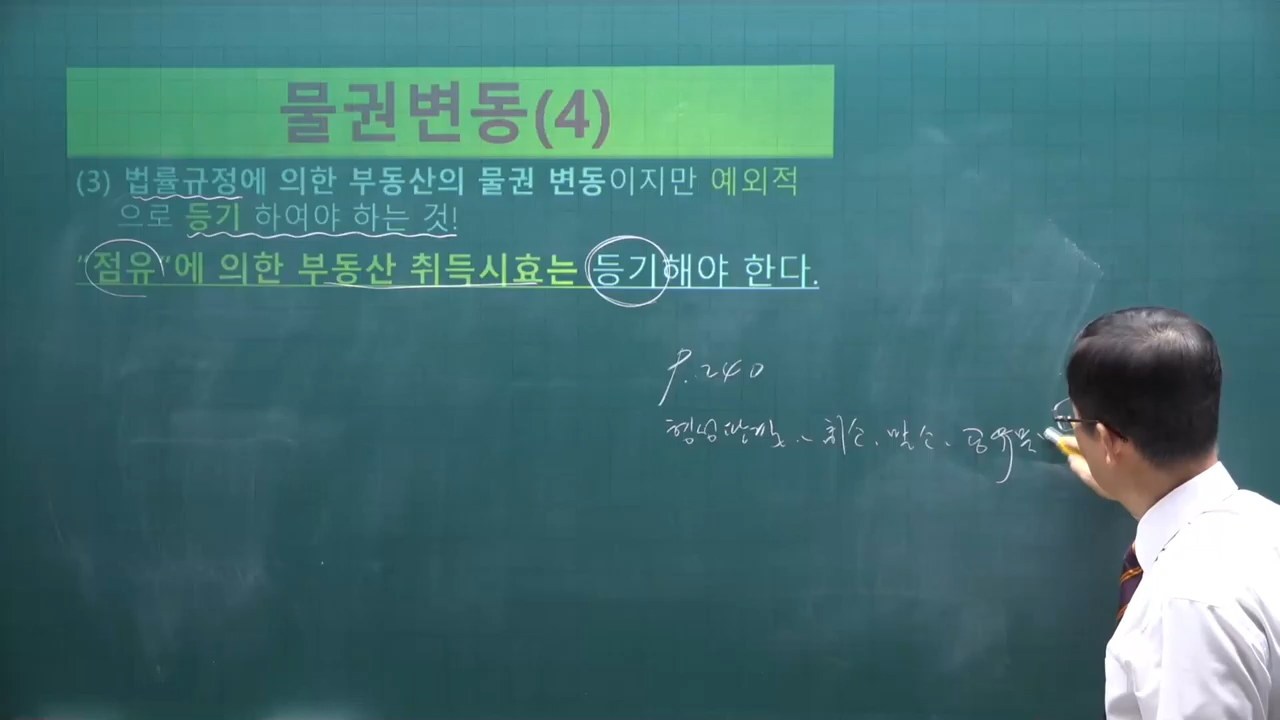 물권변동(4)
(3) 법률규정에 의한 부동산의 물권 변동이지만 예외적
으로 등기 하여야 하는 것!
"점유"에 의한 부동산 취득시효는 등기해야 한다.
P. 240
형성판결, 취소, 말소, 공유물